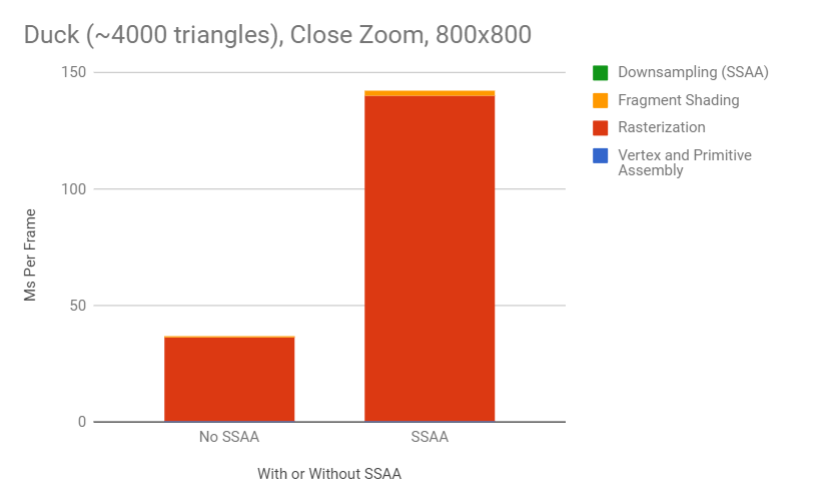 Duck (~4000 triangles), Close Zoom, 800x800
150
100
50
0
Ms Per Frame
No SSAA
SSAA
With or Without SSAA
Downsampling (SSAA)
Fragment Shading
Rasterization
Vertex and Primitive
Assembly